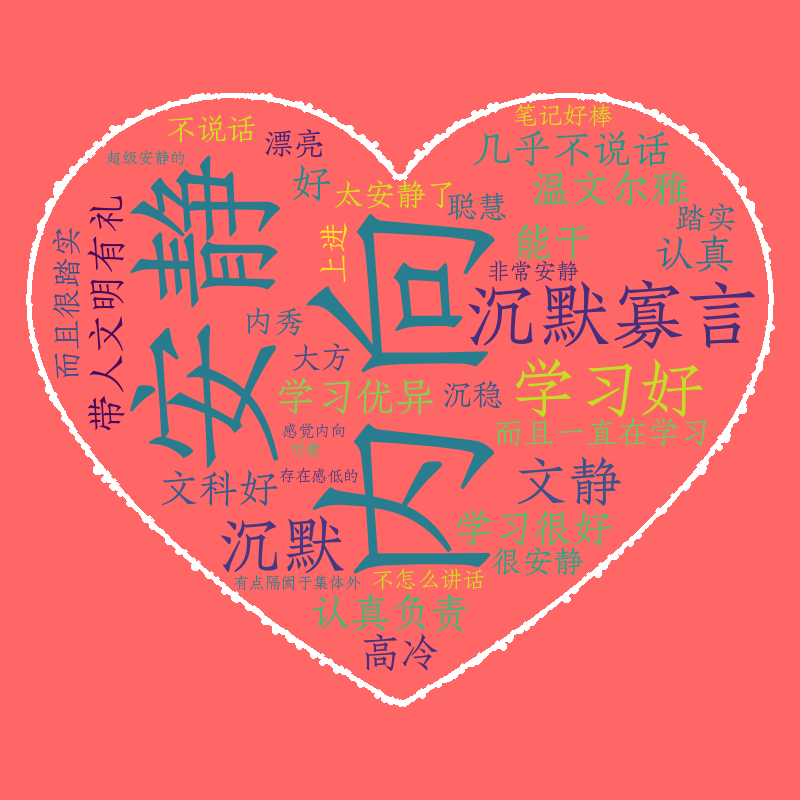 笔记好棒
不说话
漂亮
几乎不说话
超级安静的
好
太安静了
温文尔雅
聪慧
踏实
上进
能干
认真
带人文明有礼
安静
内向
非常安静
而且很踏实
沉默寡言
内秀
大方
学习优异
沉稳
学习好
感觉内向
可爱
而且一直在学习
存在感低的
文科好
文静
沉默
学习很好
很安静
有点隔阂于集体外
不怎么讲话
认真负责
高冷